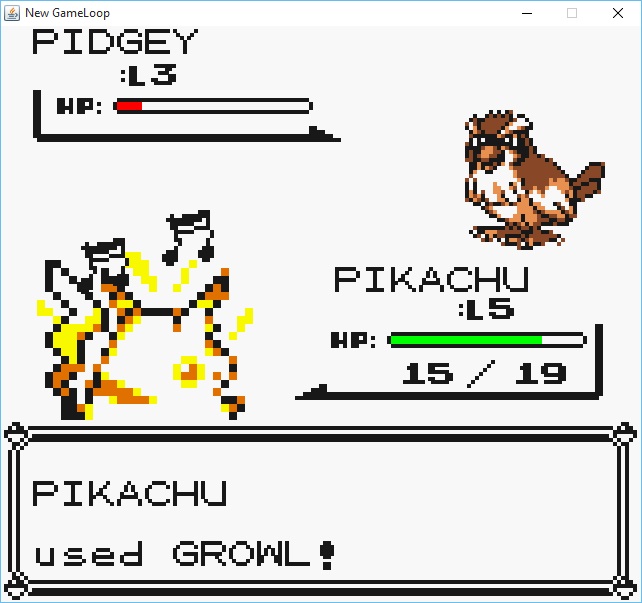 New GameLoop
PIDGEY
:L3
HP:
PIKACHU
:L5
HP:
15 / 19
PIKACHU
used GROWL!